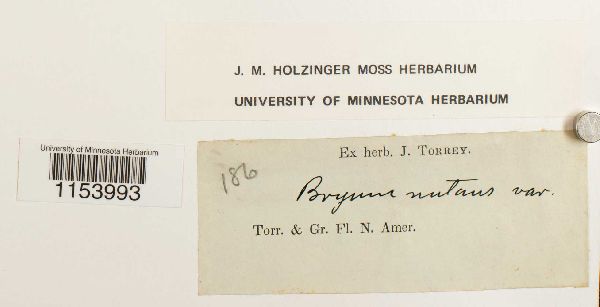 J. M. HOLZINGER MOSS HERBARIUM
UNIVERSITY OF MINNESOTA HERBARIUM
University of Minnesota Herbarium
1153993
186
Ex herb. J. TORREY.
Bryum nutans var.
Torr. & Gr. Fl. N. Amer.